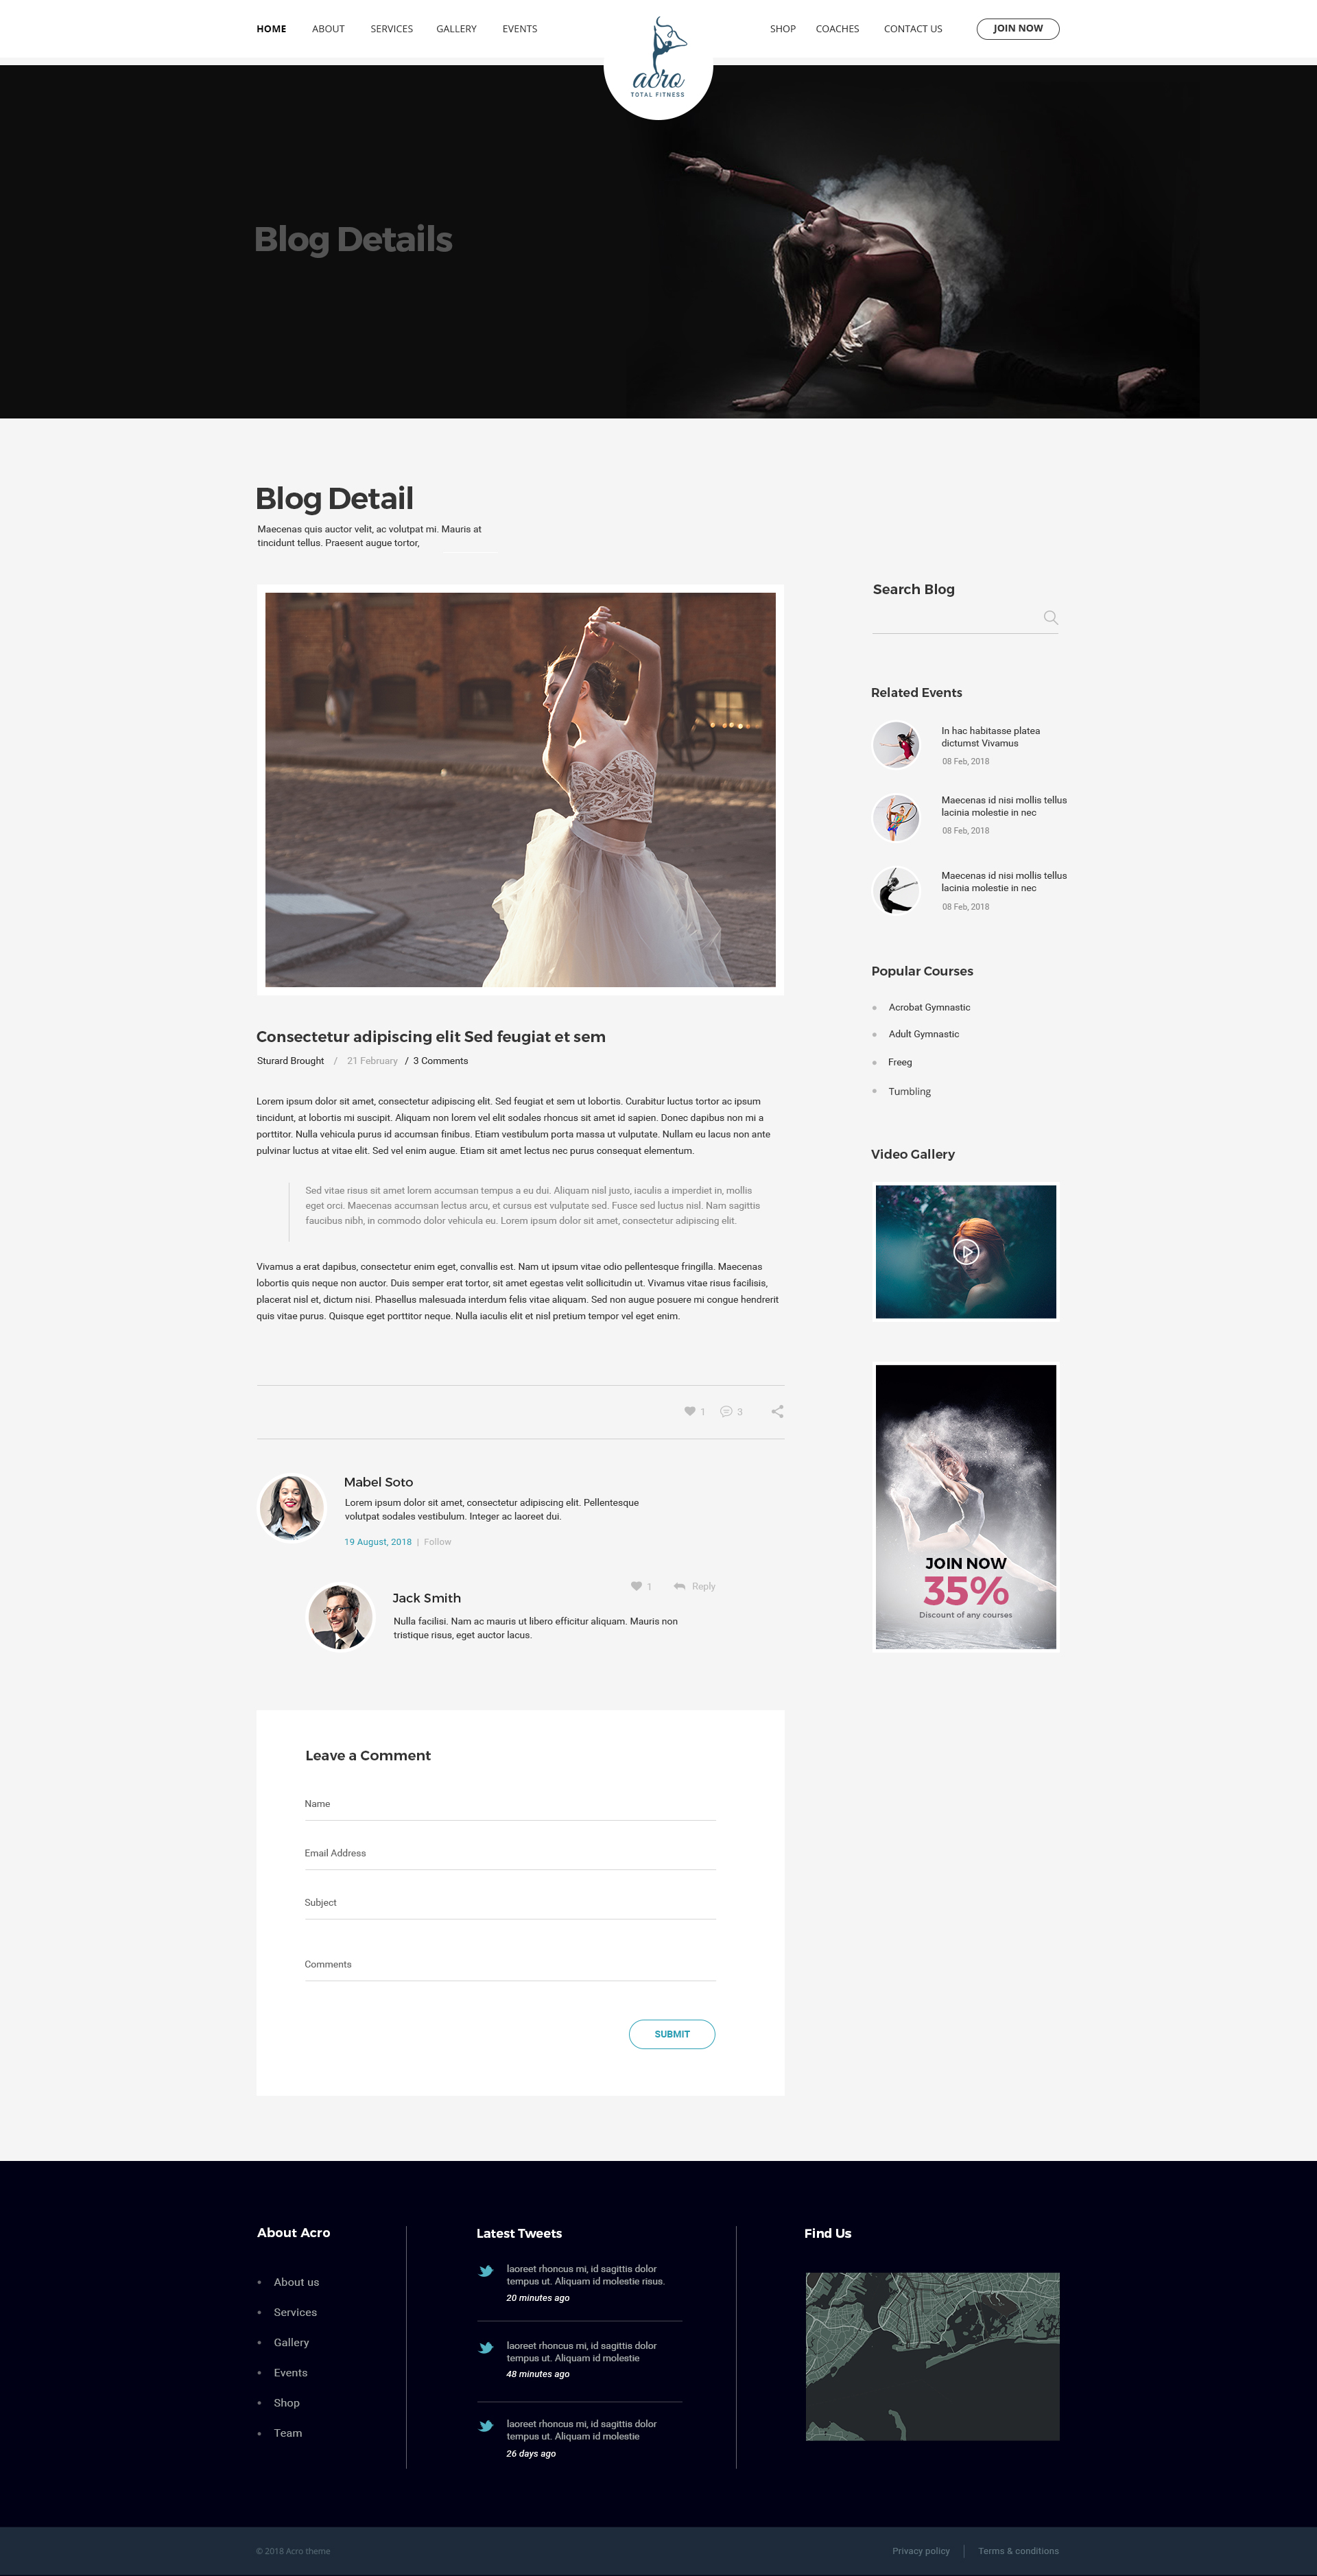 HOME ABOUT SERVICES GALLERY EVENTS
acro
TOTAL FITNESS
SHOP COACHES CONTACT US JOIN NOW
Blog Details
Blog Detail
Maecenas quis auctor velit, ac volutpat mi. Mauris at
tincidunt tellus. Praesent augue tortor,
Consectetur adipiscing elit Sed feugiat et sem
Sturard Brought / 21 February / 3 Comments
Lorem ipsum dolor sit amet, consectetur adipiscing elit. Sed feugiat et sem ut lobortis. Curabitur luctus tortor ac ipsum
tincidunt, at lobortis mi suscipit. Aliquam non lorem vel elit sodales rhoncus sit amet id sapien. Donec dapibus non mi a
porttitor. Nulla vehicula purus id accumsan finibus. Etiam vestibulum porta massa ut vulputate. Nullam eu lacus non ante
pulvinar luctus at vitae elit. Sed vel enim augue. Etiam sit amet lectus nec purus consequat elementum.
Sed vitae risus sit amet lorem accumsan tempus a eu dui. Aliquam nisl justo, iaculis a imperdiet in, mollis
eget orci. Maecenas accumsan lectus arcu, et cursus est vulputate sed. Fusce sed luctus nisl. Nam sagittis
faucibus nibh, in commodo dolor vehicula eu. Lorem ipsum dolor sit amet, consectetur adipiscing elit.
Vivamus a erat dapibus, consectetur enim eget, convallis est. Nam ut ipsum vitae odio pellentesque fringilla. Maecenas
lobortis quis neque non auctor. Duis semper erat tortor, sit amet egestas velit sollicitudin ut. Vivamus vitae risus facilisis,
placerat nisl et, dictum nisi. Phasellus malesuada interdum felis vitae aliquam. Sed non augue posuere mi congue hendrerit
quis vitae purus. Quisque eget porttitor neque. Nulla iaculis elit et nisl pretium tempor vel eget enim.
1 3
Mabel Soto
Lorem ipsum dolor sit amet, consectetur adipiscing elit. Pellentesque
volutpat sodales vestibulum. Integer ac laoreet dui.
19 August, 2018 | Follow
1 Reply
Jack Smith
Nulla facilisi. Nam ac mauris ut libero efficitur aliquam. Mauris non
tristique risus, eget auctor lacus.
Leave a Comment
Name
Email Address
Subject
Comments
SUBMIT
Search Blog
Related Events
In hac habitasse platea
dictumst Vivamus
08 Feb, 2018
Maecenas id nisi mollis tellus
lacinia molestie in nec
08 Feb, 2018
Maecenas id nisi mollis tellus
lacinia molestie in nec
08 Feb, 2018
Popular Courses
Acrobat Gymnastic
Adult Gymnastic
Freeg
Tumbling
Video Gallery
JOIN NOW
35%
Discount of any courses
About Acro
About us
Services
Gallery
Events
Shop
Team
Latest Tweets
laoreet rhoncus mi, id sagittis dolor
tempus ut. Aliquam id molestie risus.
20 minutes ago
laoreet rhoncus mi, id sagittis dolor
tempus ut. Aliquam id molestie
48 minutes ago
laoreet rhoncus mi, id sagittis dolor
tempus ut. Aliquam id molestie
26 days ago
Find Us
© 2018 Acro theme
Privacy policy | Terms & conditions